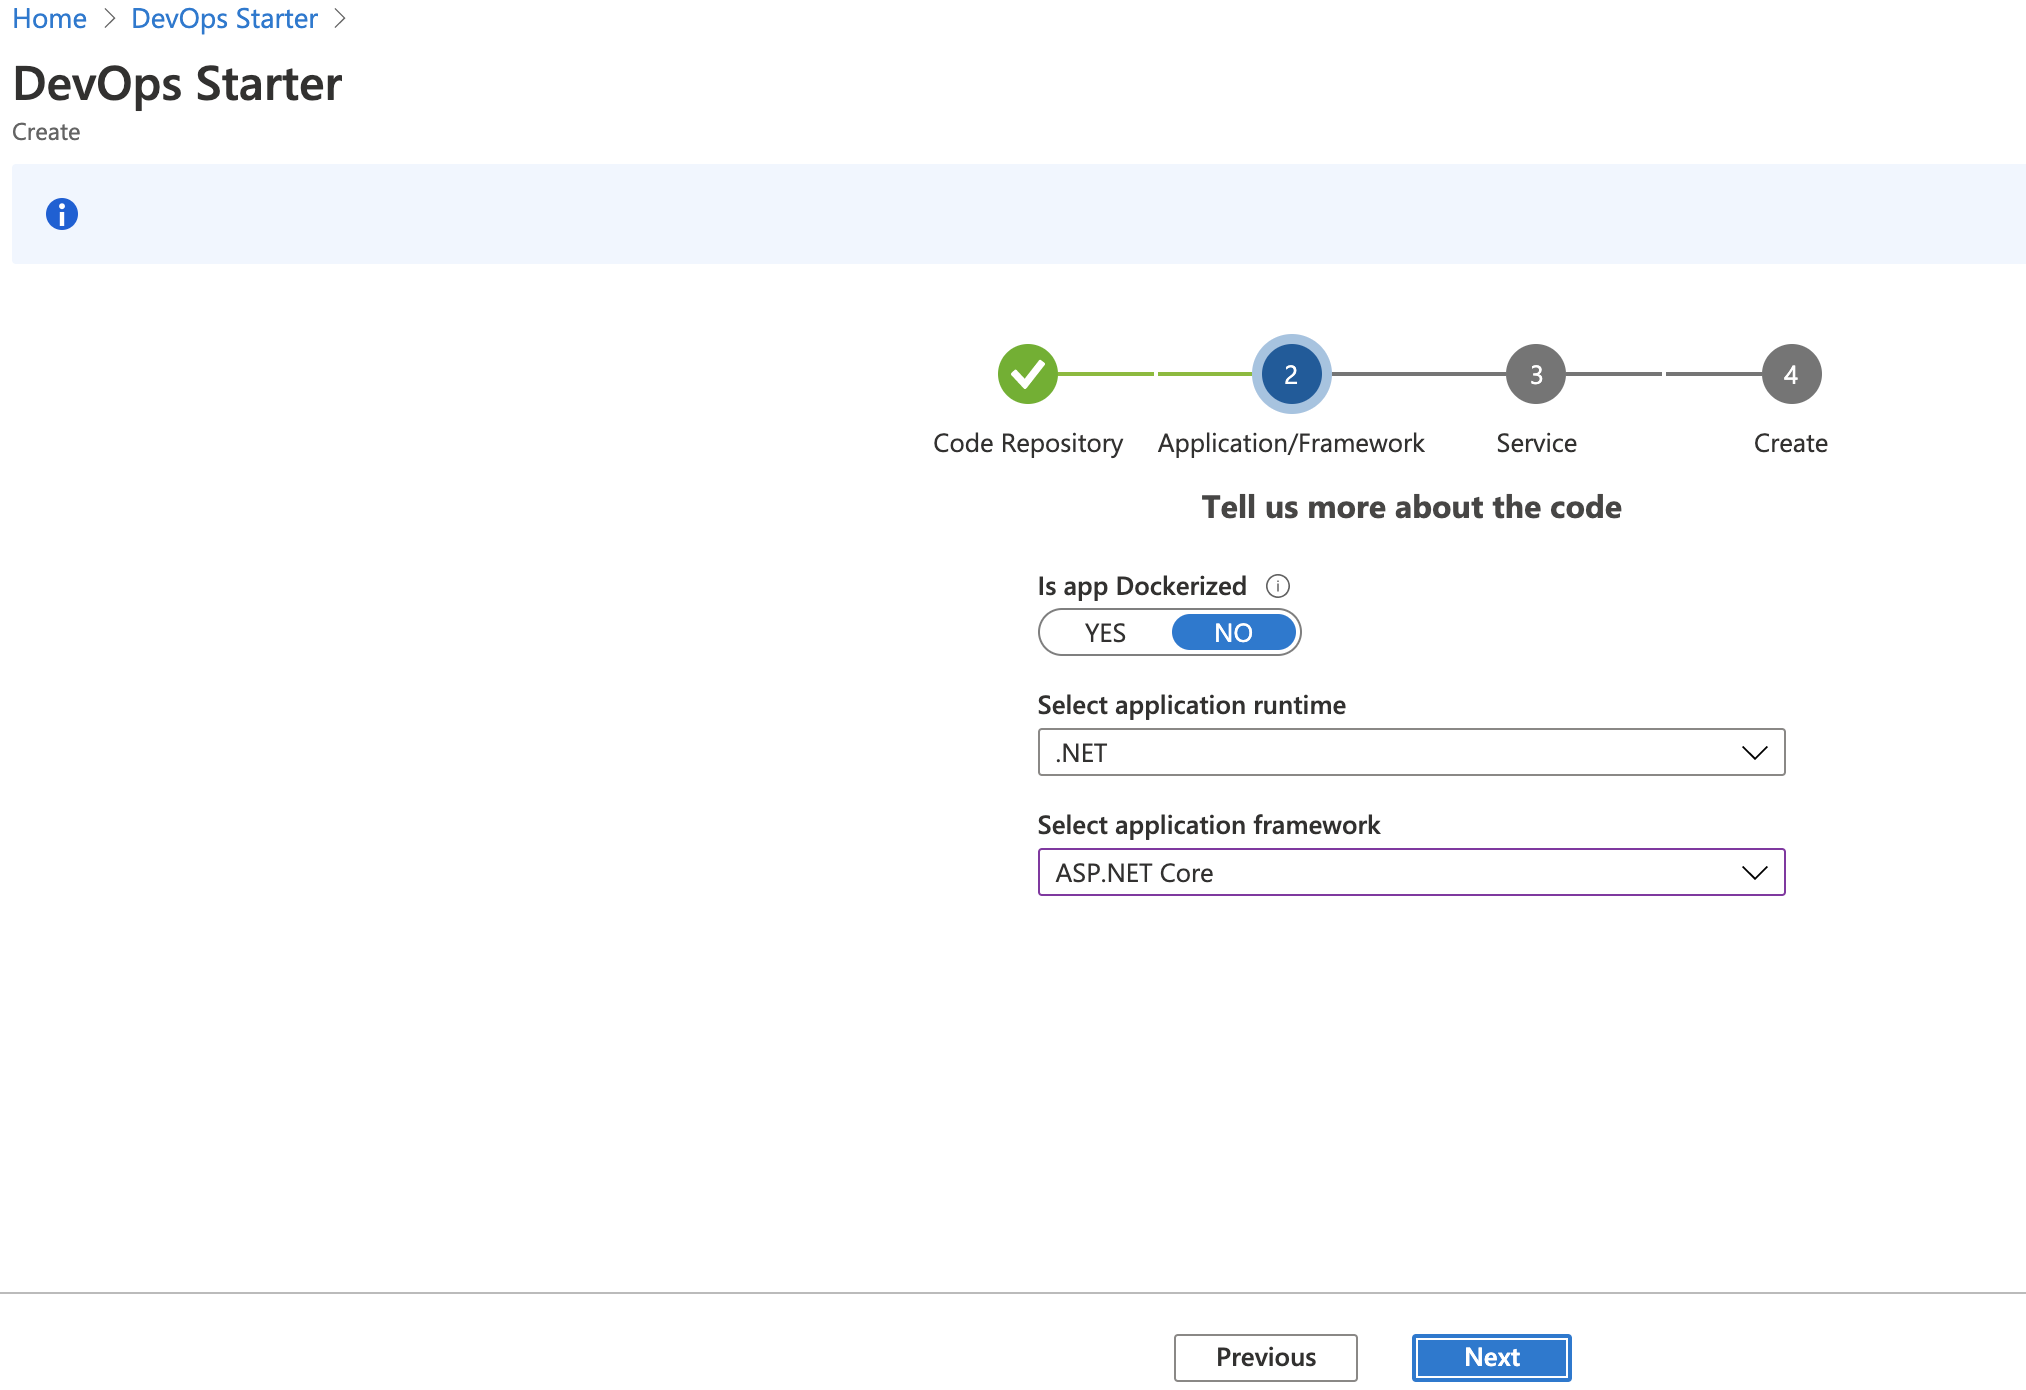 Home > DevOps Starter >
DevOps Starter
Create
2
3
4
Code Repository
Application/Framework
Service
Create
Tell us more about the code
Is app Dockerized
YES
NO
Select application runtime
.NET
Select application framework
ASP.NET Core
Previous
Next